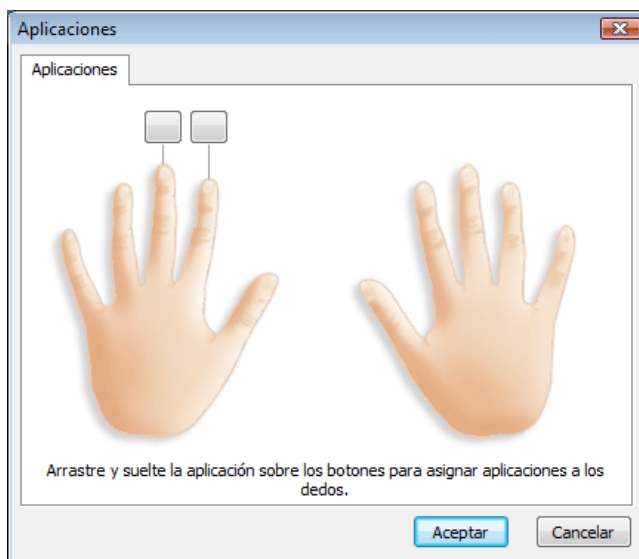 Aplicaciones
Aplicaciones
Arrastre y suelte la aplicación sobre los botones para asignar aplicaciones a los
dedos.
Aceptar
Cancelar